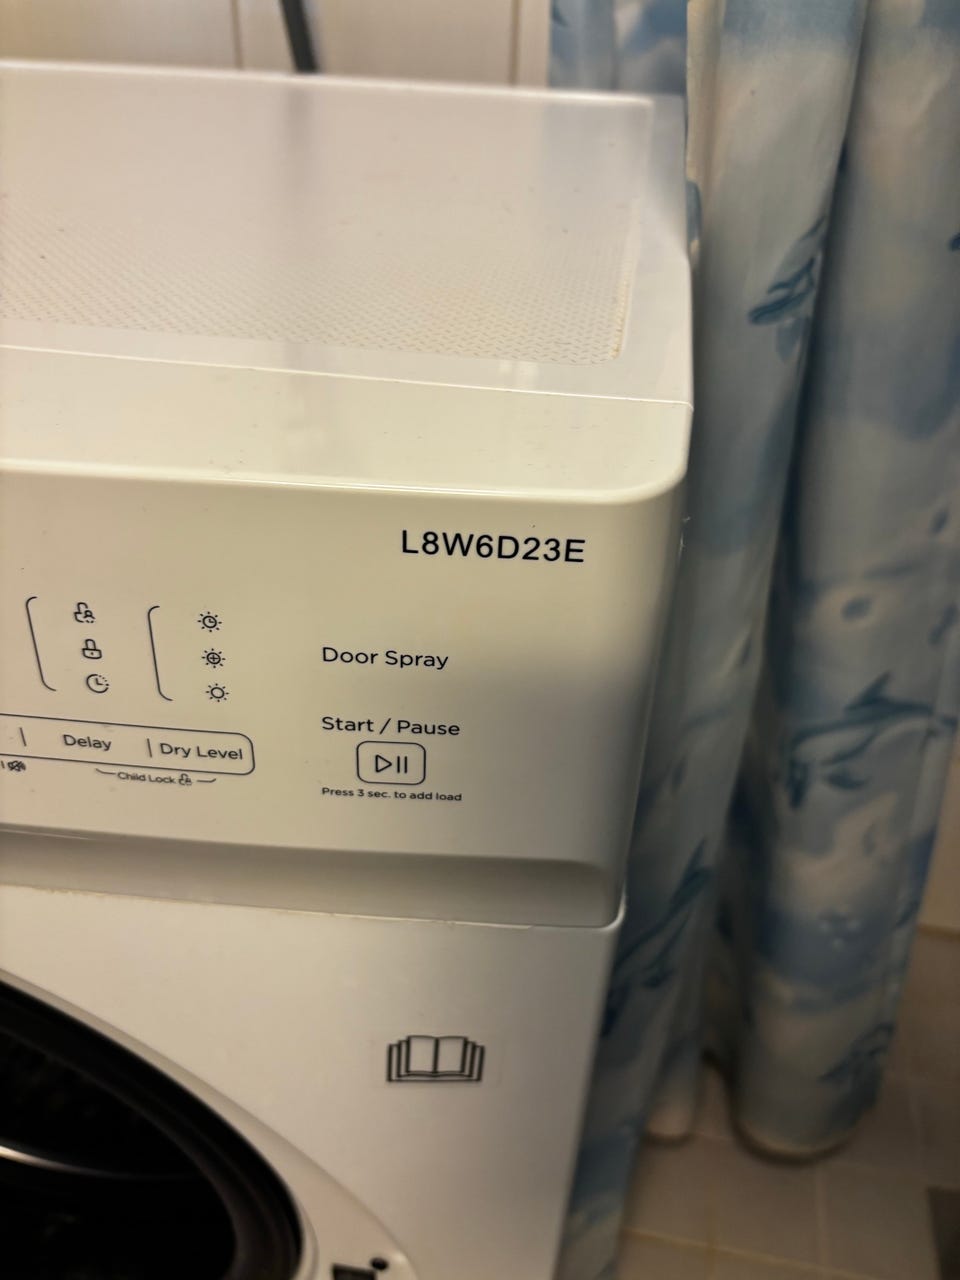 L8W6D23E
Door Spray
Start / Pause
Delay
Dry Level
Child Lock
Press 3 sec. to add load